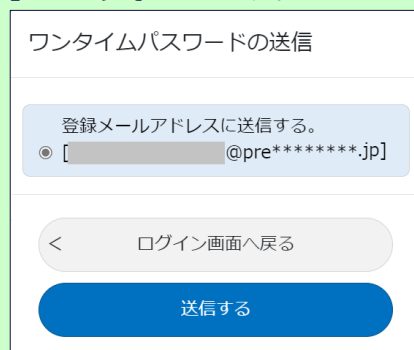 ワンタイムパスワードの送信
登録メールアドレスに送信する。
[ @pre********.jp]
< ログイン画面へ戻る
送信する